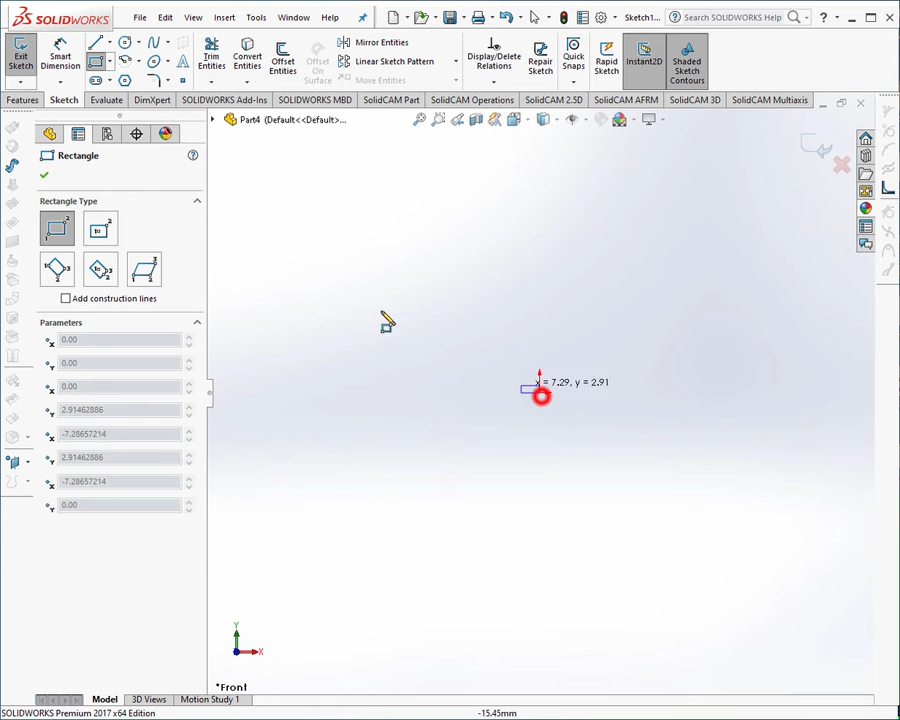 SOLIDWORKS File Edit View Insert Tools Window Help Sketch1... Search SOLIDWORKS Help ?
Exit Sketch
Smart Dimension
Trim Entities
Convert Entities
Offset Entities
Offset On Surface
Mirror Entities
Linear Sketch Pattern
Move Entities
Display/Delete Relations
Repair Sketch
Quick Snaps
Rapid Sketch
Instant2D
Shaded Sketch Contours
Features Sketch Evaluate DimXpert SOLIDWORKS Add-Ins SOLIDWORKS MBD SolidCAM Part SolidCAM Operations SolidCAM 2.5D SolidCAM AFRM SolidCAM 3D SolidCAM Multiaxis
Part4 (Default<<Default>...
Rectangle
Rectangle Type
Add construction lines
Parameters
0.00
0.00
0.00
2.91462886
-7.28657214
2.91462886
-7.28657214
0.00
x = 7.29, y = 2.91
Y
X
*Front
Model 3D Views Motion Study 1
SOLIDWORKS Premium 2017 x64 Edition -15.45mm